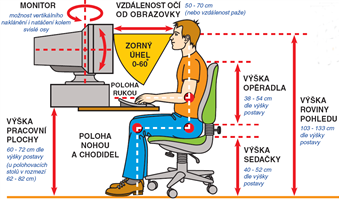 MONITOR
možnost vertikálního
naklánění i natáčení kolem
svislé osy
VZDÁLENOST OČÍ
OD OBRAZOVKY
50 - 70 cm
(nebo vzdálenost paže)
ZORNÝ
ÚHEL
0-60
POLOHA
RUKOU
VÝŠKA
OPĚRADLA
36 - 54 cm
dle výšky
postavy
VÝŠKA
ROVINY
POHLEDU
103 - 133 cm
dle výšky
postavy
VÝŠKA
PRACOVNÍ
PLOCHY
60 - 72 cm dle
výšky postavy
(u polohovacích
stolů v rozmezí
62 - 82 cm)
POLOHA
NOHOU
A CHODIDEL
VÝŠKA
SEDAČKY
40 - 52 cm
dle výšky
postavy